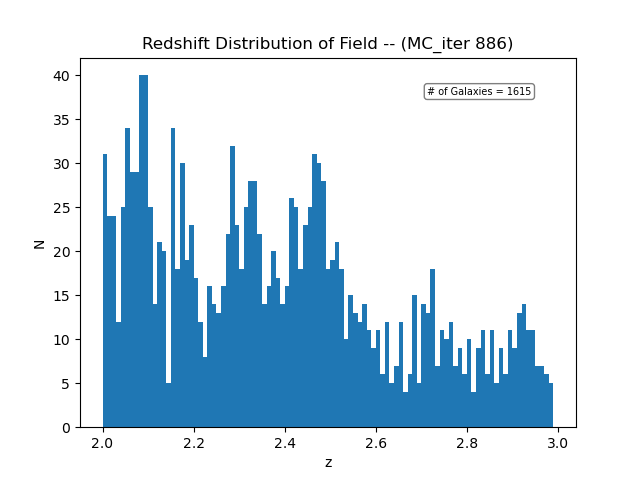 Redshift Distribution of Field -- (MC_iter 886)
# of Galaxies = 1615
40
35
30
25
20
15
10
5
0
N
2.0 2.2 2.4 2.6 2.8 3.0
z